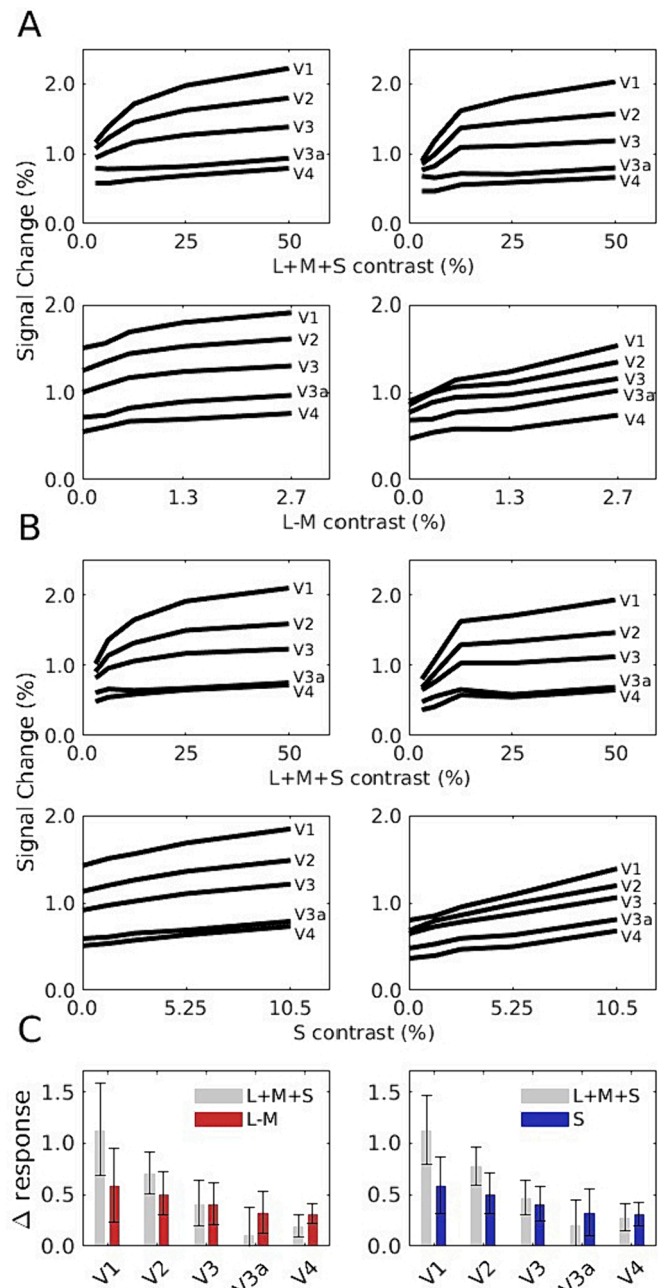 A
Signal Change (%)
2.0
1.0
0.0
V1
V2
V3
V3a
V4
0.0
25
50
2.0
1.0
0.0
V1
V2
V3
V3a
V4
0.0
25
50
L+M+S contrast (%)
2.0
1.0
0.0
V1
V2
V3
V3a
V4
0.0
1.3
2.7
2.0
1.0
0.0
V1
V2
V3
V3a
V4
0.0
1.3
2.7
L-M contrast (%)
B
Signal Change (%)
2.0
1.0
0.0
V1
V2
V3
V3a
V4
0.0
25
50
2.0
1.0
0.0
V1
V2
V3
V3a
V4
0.0
25
50
L+M+S contrast (%)
2.0
1.0
0.0
V1
V2
V3
V3a
V4
0.0
5.25
10.5
2.0
1.0
0.0
V1
V2
V3
V3a
V4
0.0
5.25
10.5
S contrast (%)
C
Δ response
1.5
1.0
0.5
0.0
L+M+S
L-M
V1
V2
V3
V3a
V4
1.5
1.0
0.5
0.0
L+M+S
S
V1
V2
V3
V3a
V4